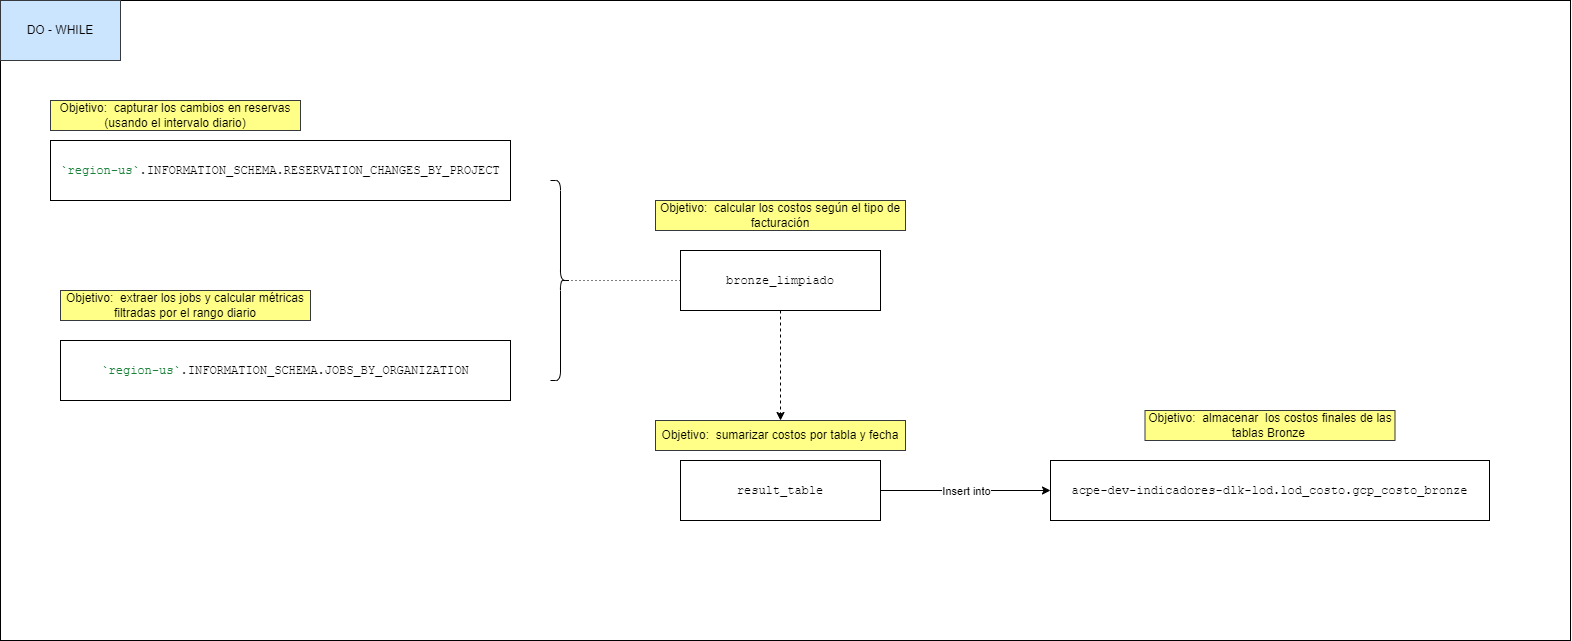 DO - WHILE
Objetivo:  capturar los cambios en reservas
(usando el intervalo diario)
`region-us`.INFORMATION_SCHEMA.RESERVATION_CHANGES_BY_PROJECT
Objetivo:  calcular los costos según el tipo de
facturación
bronze_limpiado
Objetivo:  extraer los jobs y calcular métricas
filtradas por el rango diario
`region-us`.INFORMATION_SCHEMA.JOBS_BY_ORGANIZATION
Objetivo:  sumarizar costos por tabla y fecha
result_table
Insert into
Objetivo:  almacenar  los costos finales de las
tablas Bronze
acpe-dev-indicadores-dlk-lod.lod_costo.gcp_costo_bronze